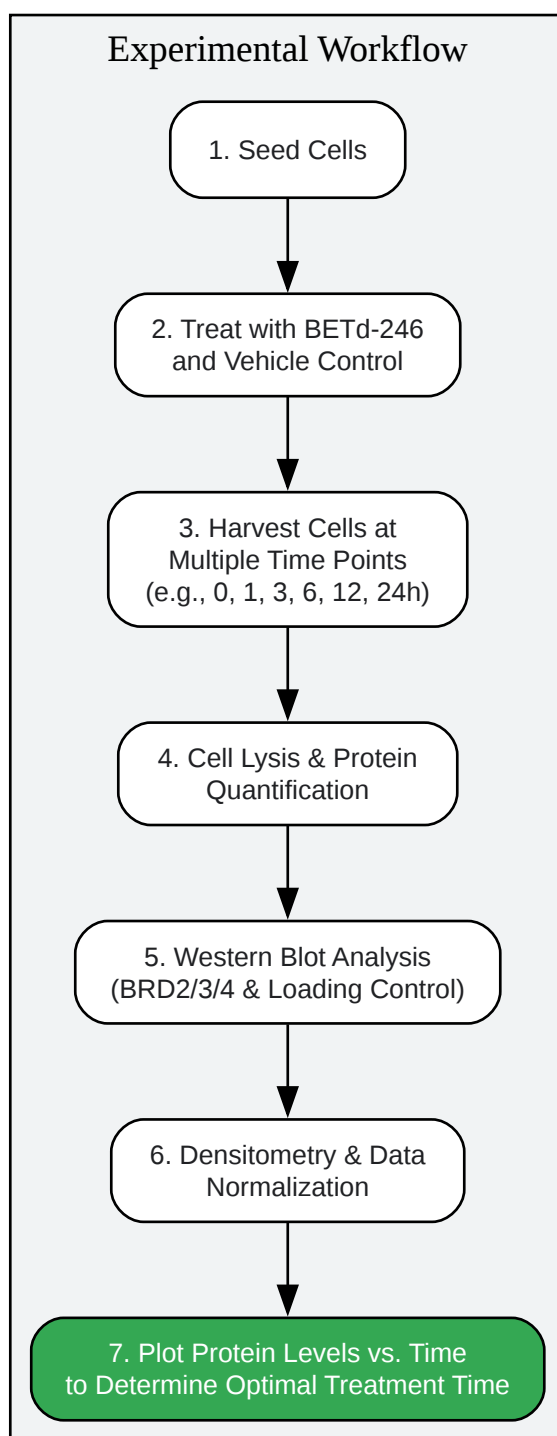 Experimental Workflow
1. Seed Cells
2. Treat with BETd-246
and Vehicle Control
3. Harvest Cells at
Multiple Time Points
(e.g., 0, 1, 3, 6, 12, 24h)
4. Cell Lysis & Protein
Quantification
5. Western Blot Analysis
(BRD2/3/4 & Loading Control)
6. Densitometry & Data
Normalization
7. Plot Protein Levels vs. Time
to Determine Optimal Treatment Time